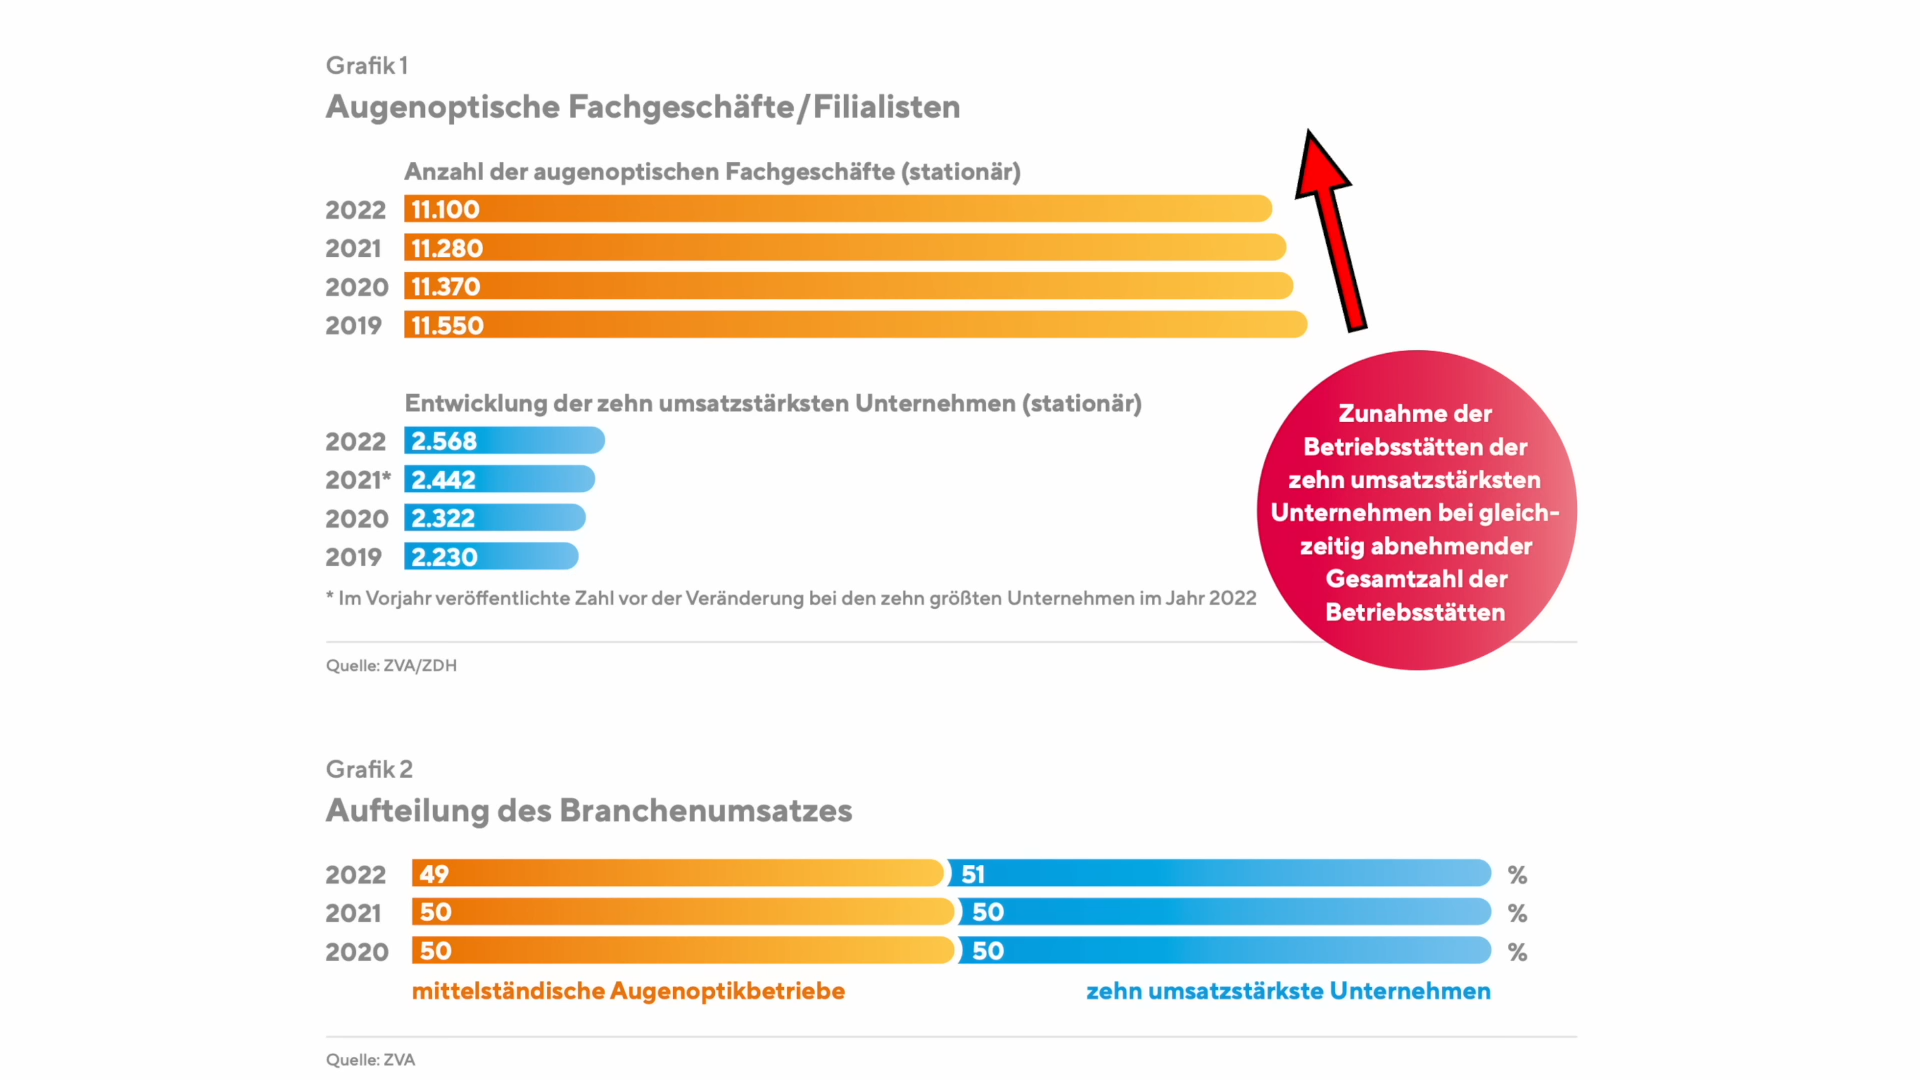 Grafik 1
Augenoptische Fachgeschäfte/Filialisten
Anzahl der augenoptischen Fachgeschäfte (stationär)
2022 11.100
2021 11.280
2020 11.370
2019 11.550
Entwicklung der zehn umsatzstärksten Unternehmen (stationär)
2022 2.568
2021* 2.442
2020 2.322
2019 2.230
* Im Vorjahr veröffentlichte Zahl vor der Veränderung bei den zehn größten Unternehmen im Jahr 2022
Zunahme der
Betriebsstätten der
zehn umsatzstärksten
Unternehmen bei gleich-
zeitig abnehmender
Gesamtzahl der
Betriebsstätten
Quelle: ZVA/ZDH
Grafik 2
Aufteilung des Branchenumsatzes
2022 49 51 %
2021 50 50 %
2020 50 50 %
mittelständische Augenoptikbetriebe zehn umsatzstärkste Unternehmen
Quelle: ZVA